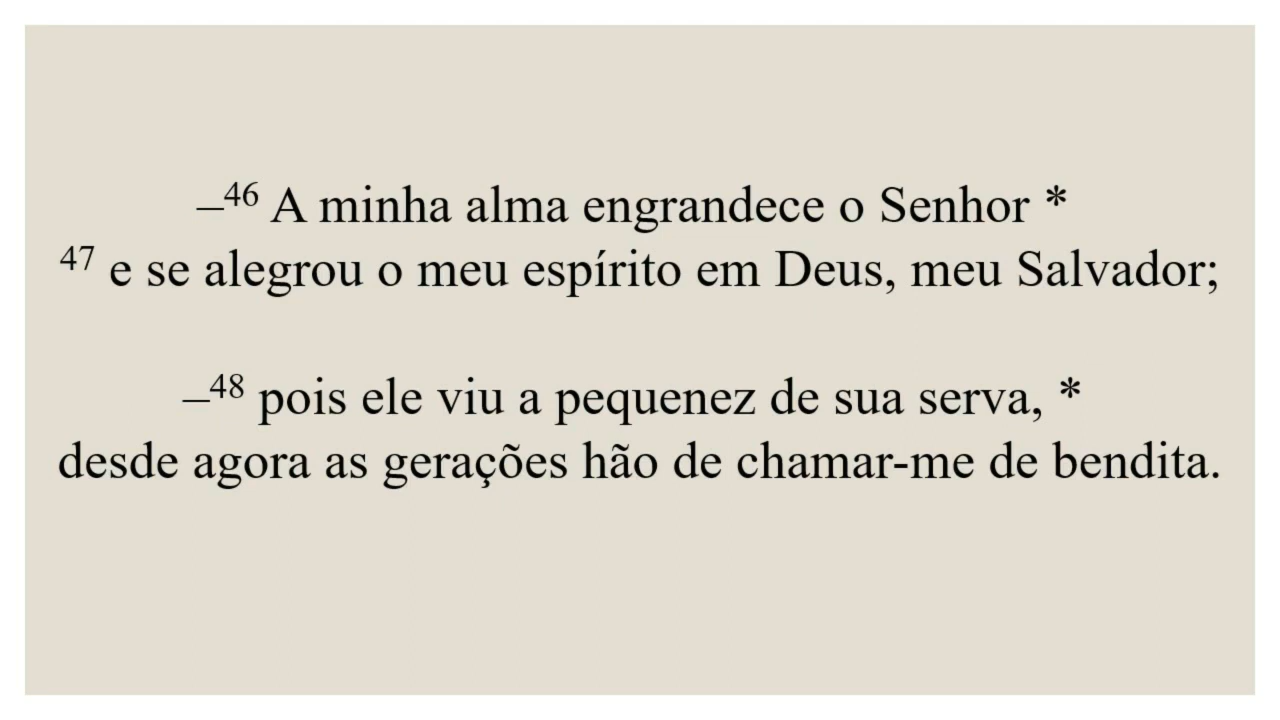 –46 A minha alma engrandece o Senhor *
47 e se alegrou o meu espírito em Deus, meu Salvador;
–48 pois ele viu a pequenez de sua serva, *
desde agora as gerações hão de chamar-me de bendita.